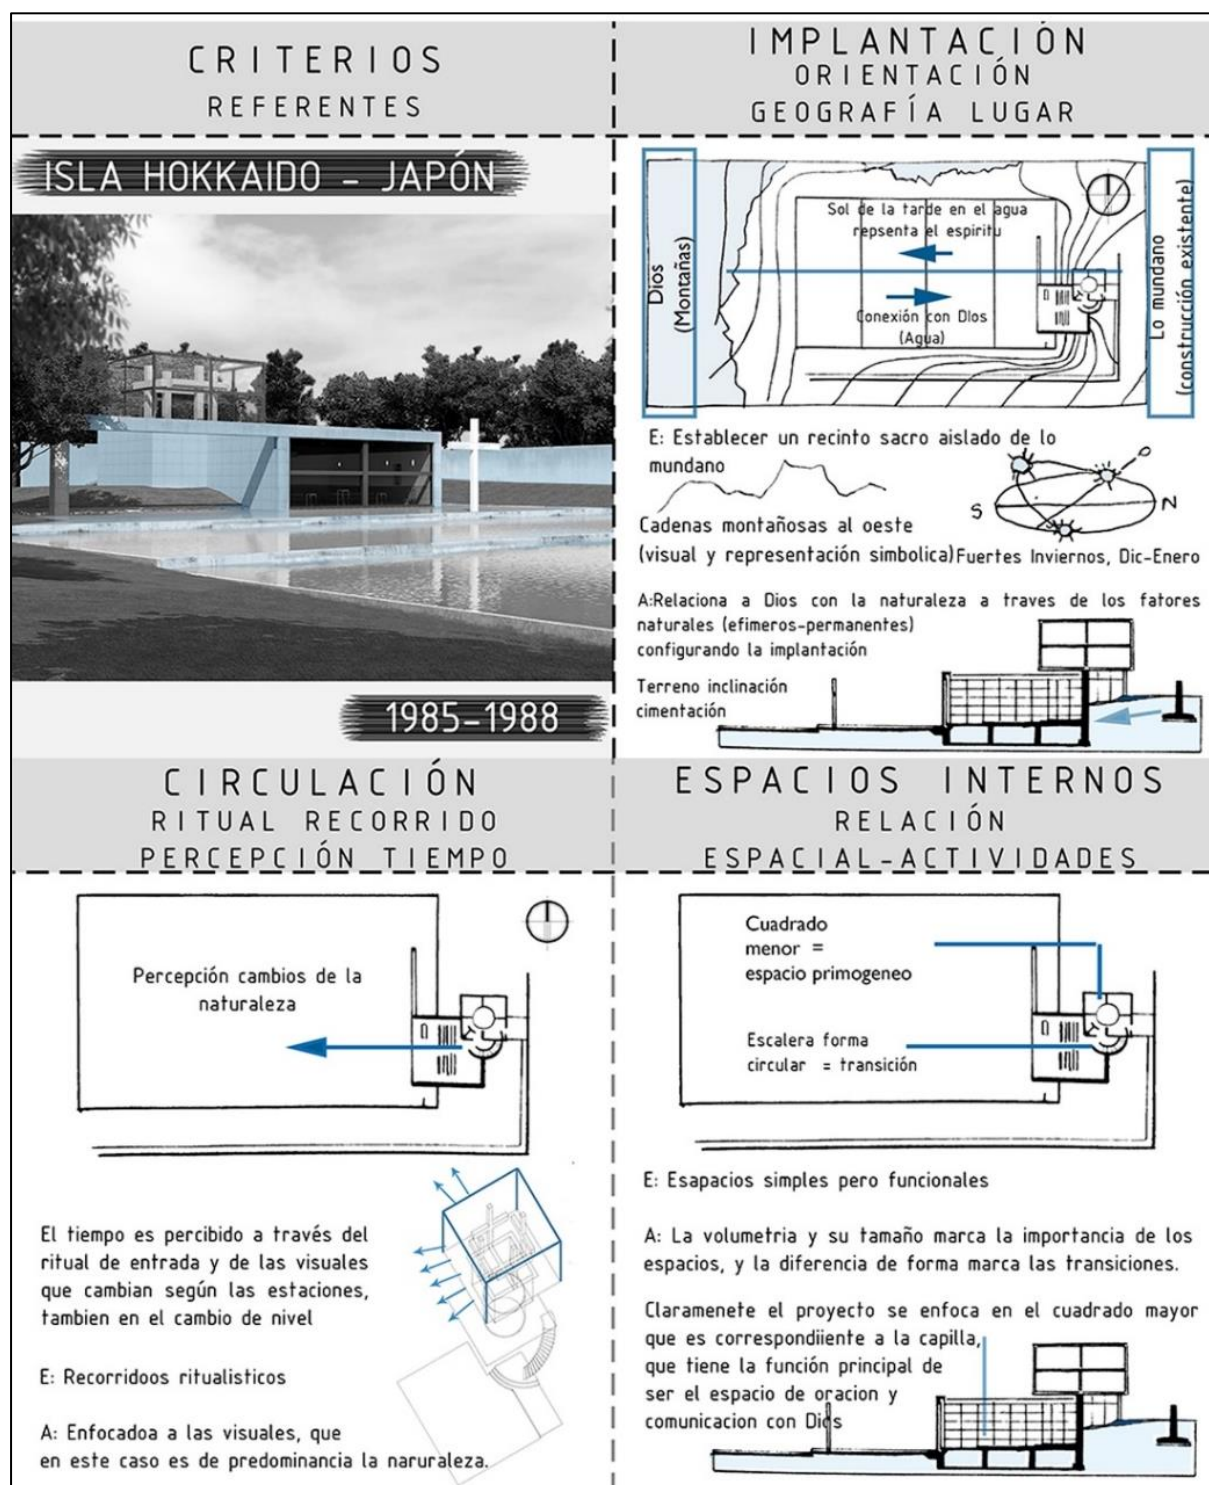 CRITERIOS
REFERENTES
ISLA HOKKAIDO - JAPÓN
1985-1988
IMPLANTACIÓN
ORIENTACIÓN
GEOGRAFÍA LUGAR
Dios
(Montañas)
Sol de la tarde en el agua
repsenta el espiritu
Conexión con DIos
(Agua)
Lo mundano
(construcción existente)
E: Establecer un recinto sacro aislado de lo
mundano
S
O
N
Cadenas montañosas al oeste
(visual y representación simbolica)
Fuertes Inviernos, Dic-Enero
A:Relaciona a Dios con la naturaleza a traves de los fatores
naturales (efimeros-permanentes)
configurando la implantación
Terreno inclinación
cimentación
CIRCULACIÓN
RITUAL RECORRIDO
PERCEPCIÓN TIEMPO
Percepción cambios de la
naturaleza
El tiempo es percibido a través del
ritual de entrada y de las visuales
que cambian según las estaciones,
tambien en el cambio de nivel
E: Recorridoos ritualisticos
A: Enfocadoa a las visuales, que
en este caso es de predominancia la naruraleza.
ESPACIOS INTERNOS
RELACIÓN
ESPACIAL-ACTIVIDADES
Cuadrado
menor =
espacio primogeneo
Escalera forma
circular = transición
E: Esapacios simples pero funcionales
A: La volumetria y su tamaño marca la importancia de los
espacios, y la diferencia de forma marca las transiciones.
Claramenete el proyecto se enfoca en el cuadrado mayor
que es correspondiiente a la capilla,
que tiene la función principal de
ser el espacio de oracion y
comunicacion con Dios